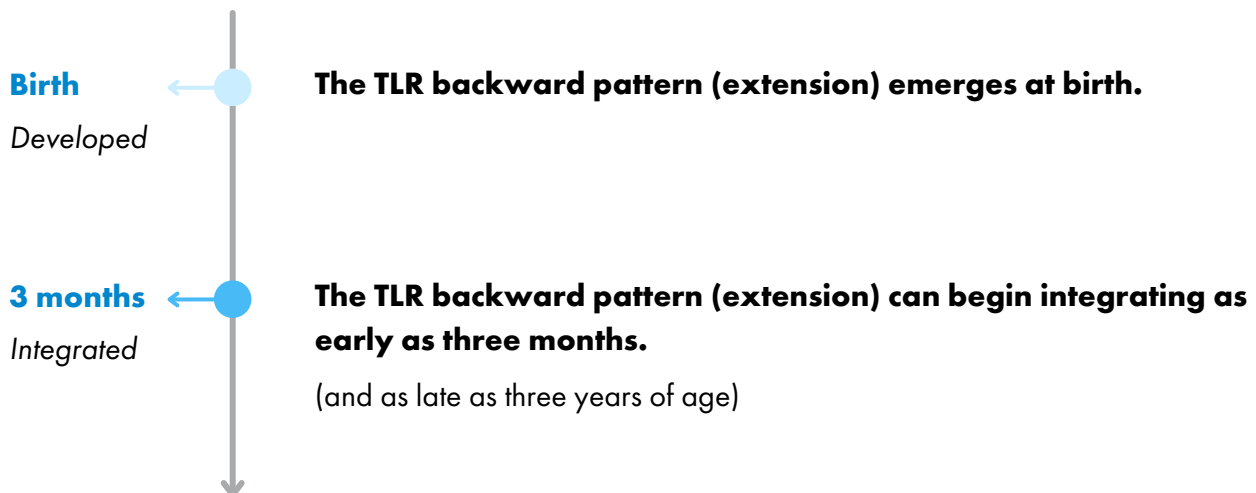 Birth
Developed
The TLR backward pattern (extension) emerges at birth.
3 months
Integrated
The TLR backward pattern (extension) can begin integrating as
early as three months.
(and as late as three years of age)